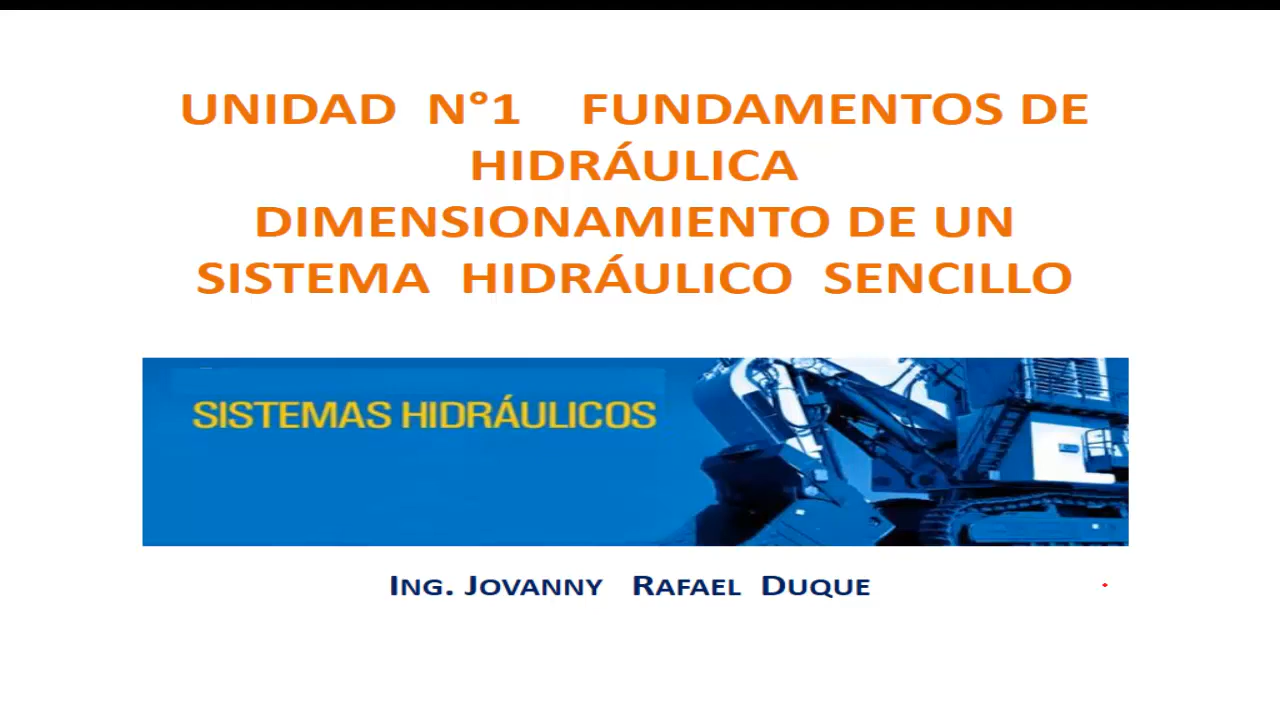 UNIDAD N°1 FUNDAMENTOS DE
HIDRÁULICA
DIMENSIONAMIENTO DE UN
SISTEMA HIDRÁULICO SENCILLO
SISTEMAS HIDRÁULICOS
ING. JOVANNY RAFAEL DUQUE